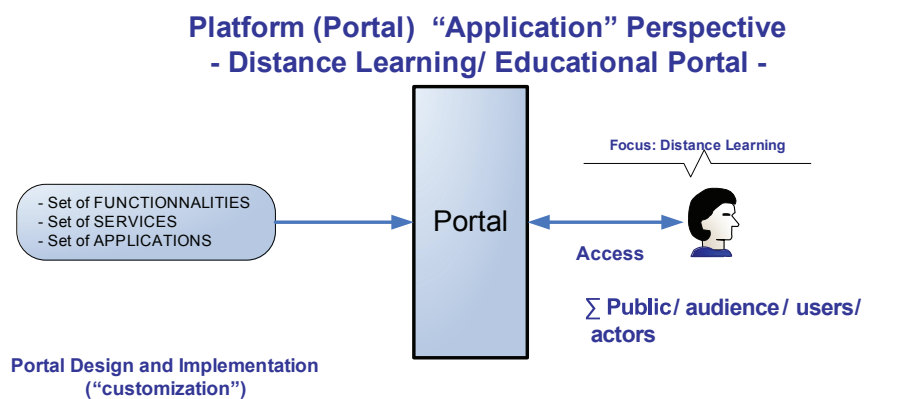 Platform (Portal) “Application” Perspective
- Distance Learning/ Educational Portal -
Focus: Distance Learning
- Set of FUNCTIONNALITIES
- Set of SERVICES
- Set of APPLICATIONS
Portal
Access
∑ Public/ audience/ users/
actors
Portal Design and Implementation
(“customization”)